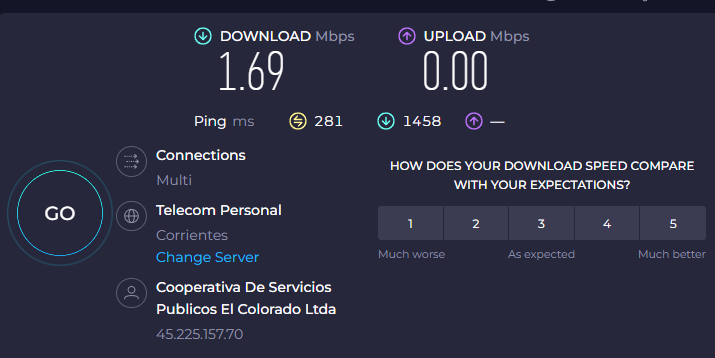 DOWNLOAD Mbps
1.69
UPLOAD Mbps
0.00
Ping ms 281 1458 —
GO
Connections
Multi
Telecom Personal
Corrientes
Change Server
Cooperativa De Servicios
Publicos El Colorado Ltda
45.225.157.70
HOW DOES YOUR DOWNLOAD SPEED COMPARE
WITH YOUR EXPECTATIONS?
1 2 3 4 5
Much worse As expected Much better